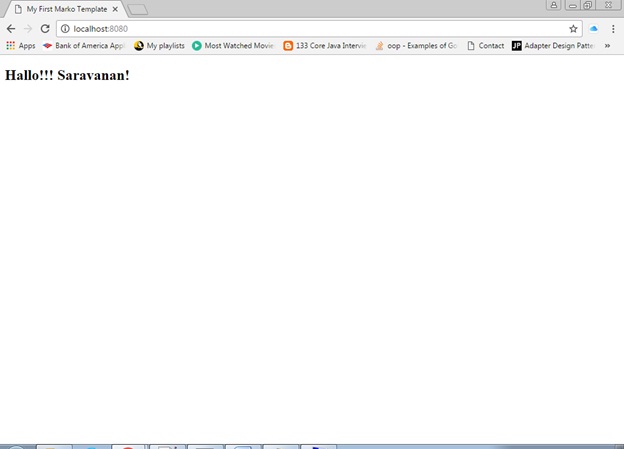 My First Marko Template
localhost:8080
Apps Bank of America Appl My playlists Most Watched Movie 133 Core Java Intervie oop - Examples of Go Contact JP Adapter Design Patte »
Hallo!!! Saravanan!